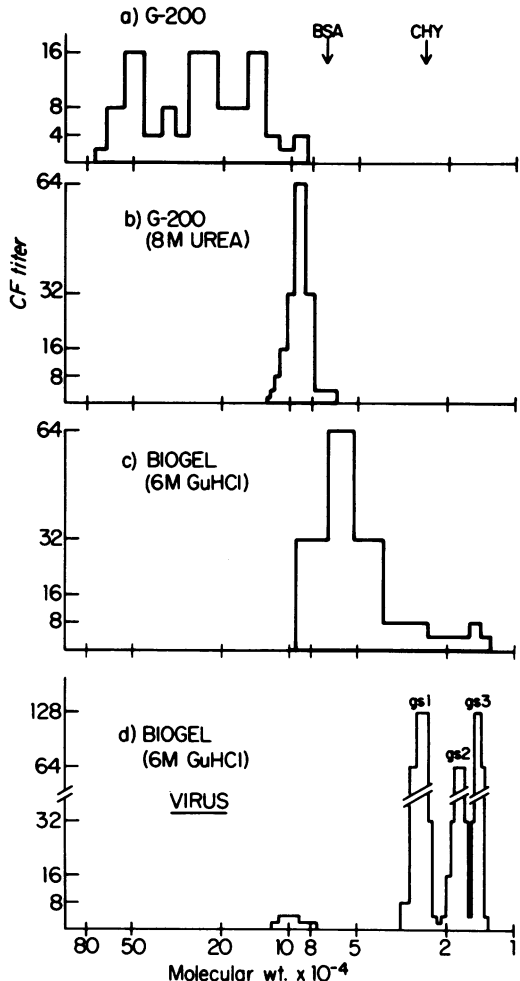 a) G-200
BSA
CHY
16
8
4
64
b) G-200
(8M UREA)
CF titer
32
16
8
64
c) BIOGEL
(6M GuHCl)
32
16
8
128
gs1
gs3
d) BIOGEL
(6M GuHCl)
gs2
64
VIRUS
32
16
8
80
50
20
10
8
5
2
1
Molecular wt. x 10⁻⁴